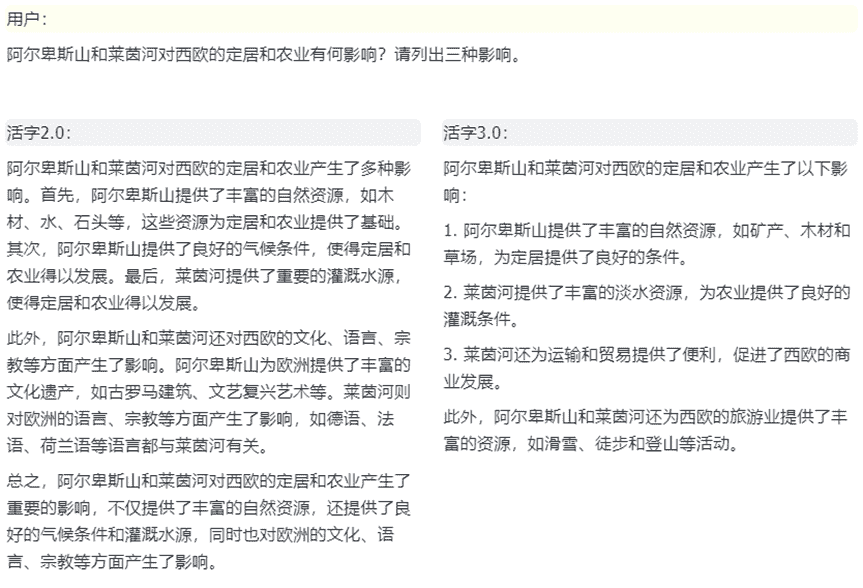 用户：
阿尔卑斯山和莱茵河对西欧的定居和农业有何影响？请列出三种影响。
活字2.0：
阿尔卑斯山和莱茵河对西欧的定居和农业产生了多种影
响。首先，阿尔卑斯山提供了丰富的自然资源，如木
材、水、石头等，这些资源为定居和农业提供了基础。
其次，阿尔卑斯山提供了良好的气候条件，使得定居和
农业得以发展。最后，莱茵河提供了重要的灌溉水源，
使得定居和农业得以发展。
此外，阿尔卑斯山和莱茵河还对西欧的文化、语言、宗
教等方面产生了影响。阿尔卑斯山为欧洲提供了丰富的
文化遗产，如古罗马建筑、文艺复兴艺术等。莱茵河则
对欧洲的语言、宗教等方面产生了影响，如德语、法
语、荷兰语等语言都与莱茵河有关。
总之，阿尔卑斯山和莱茵河对西欧的定居和农业产生了
重要的影响，不仅提供了丰富的自然资源，还提供了良
好的气候条件和灌溉水源，同时也对欧洲的文化、语
言、宗教等方面产生了影响。
活字3.0：
阿尔卑斯山和莱茵河对西欧的定居和农业产生了以下影
响：
1. 阿尔卑斯山提供了丰富的自然资源，如矿产、木材和
草场，为定居提供了良好的条件。
2. 莱茵河提供了丰富的淡水资源，为农业提供了良好的
灌溉条件。
3. 莱茵河还为运输和贸易提供了便利，促进了西欧的商
业发展。
此外，阿尔卑斯山和莱茵河还为西欧的旅游业提供了丰
富的资源，如滑雪、徒步和登山等活动。